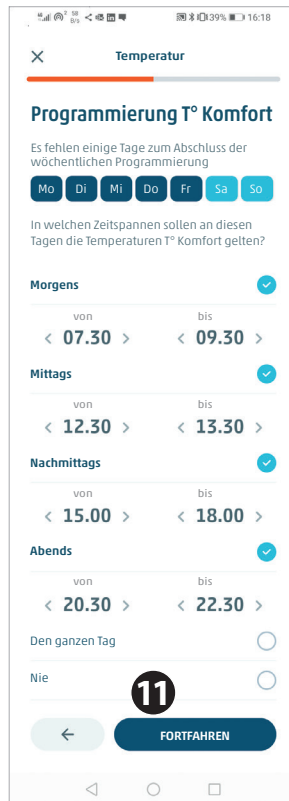 58 B/s 39% 16:18
Temperatur
Programmierung T° Komfort
Es fehlen einige Tage zum Abschluss der
wöchentlichen Programmierung
Mo Di Mi Do Fr Sa So
In welchen Zeitspannen sollen an diesen
Tagen die Temperaturen T° Komfort gelten?
Morgens
von bis
< 07.30 > < 09.30 >
Mittags
von bis
< 12.30 > < 13.30 >
Nachmittags
von bis
< 15.00 > < 18.00 >
Abends
von bis
< 20.30 > < 22.30 >
Den ganzen Tag
Nie
11
FORTFAHREN